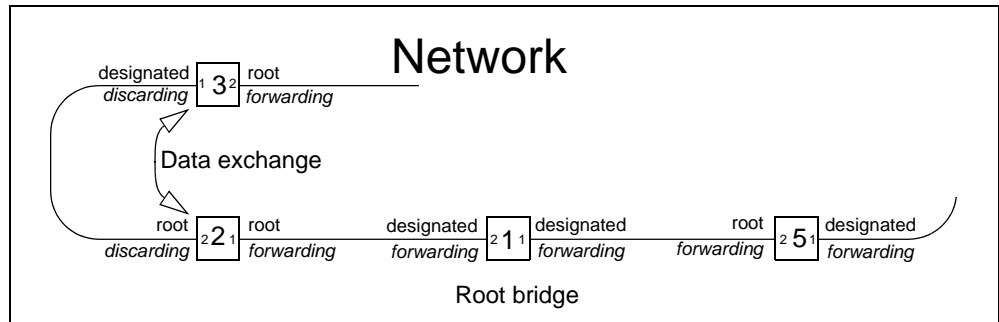 Network
designated 1 3 2 root
discarding forwarding
Data exchange
root 2 2 1 root
discarding forwarding
designated 2 1 1 designated
forwarding forwarding
root 2 5 1 designated
forwarding forwarding
Root bridge